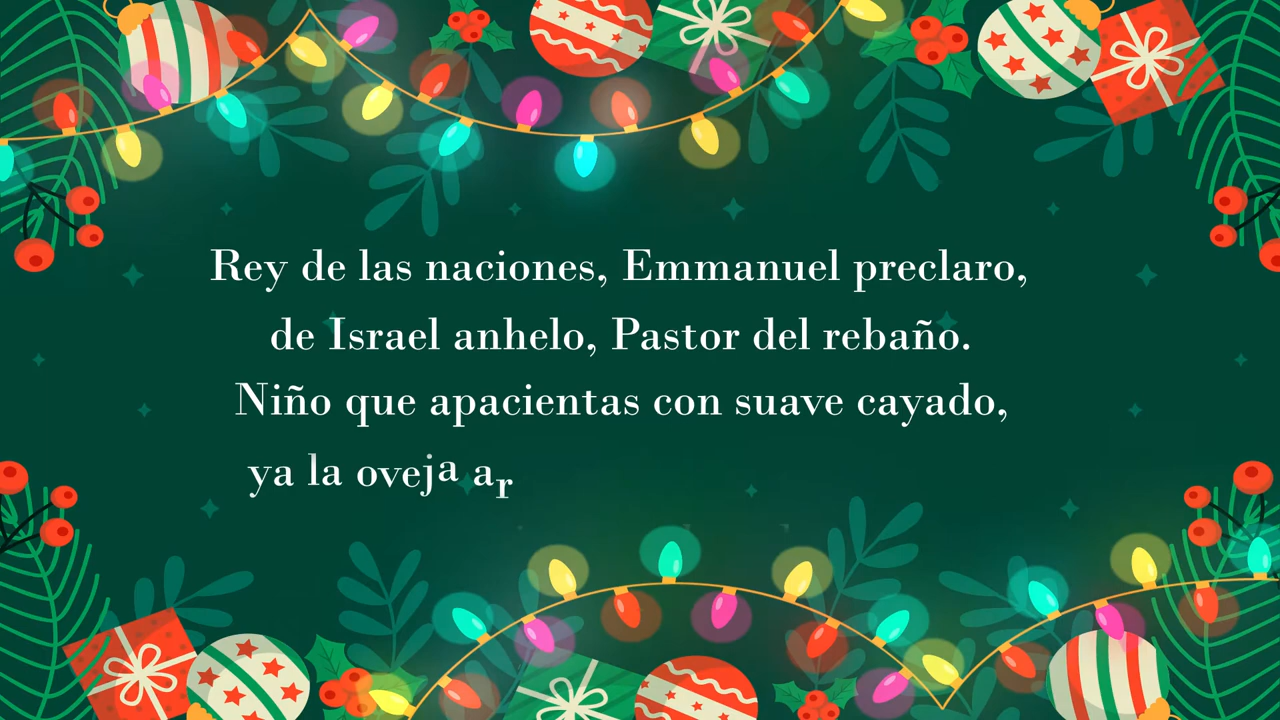 Rey de las naciones, Emmanuel preclaro,
de Israel anhelo, Pastor del rebaño.
Niño que apacientas con suave cayado,
ya la oveja ar